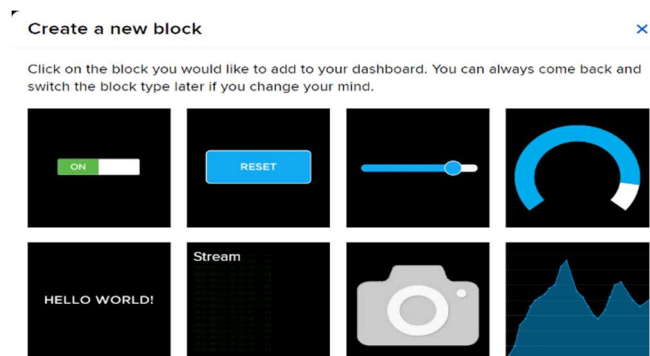 Create a new block
Click on the block you would like to add to your dashboard. You can always come back and
switch the block type later if you change your mind.
ON
RESET
HELLO WORLD!
Stream